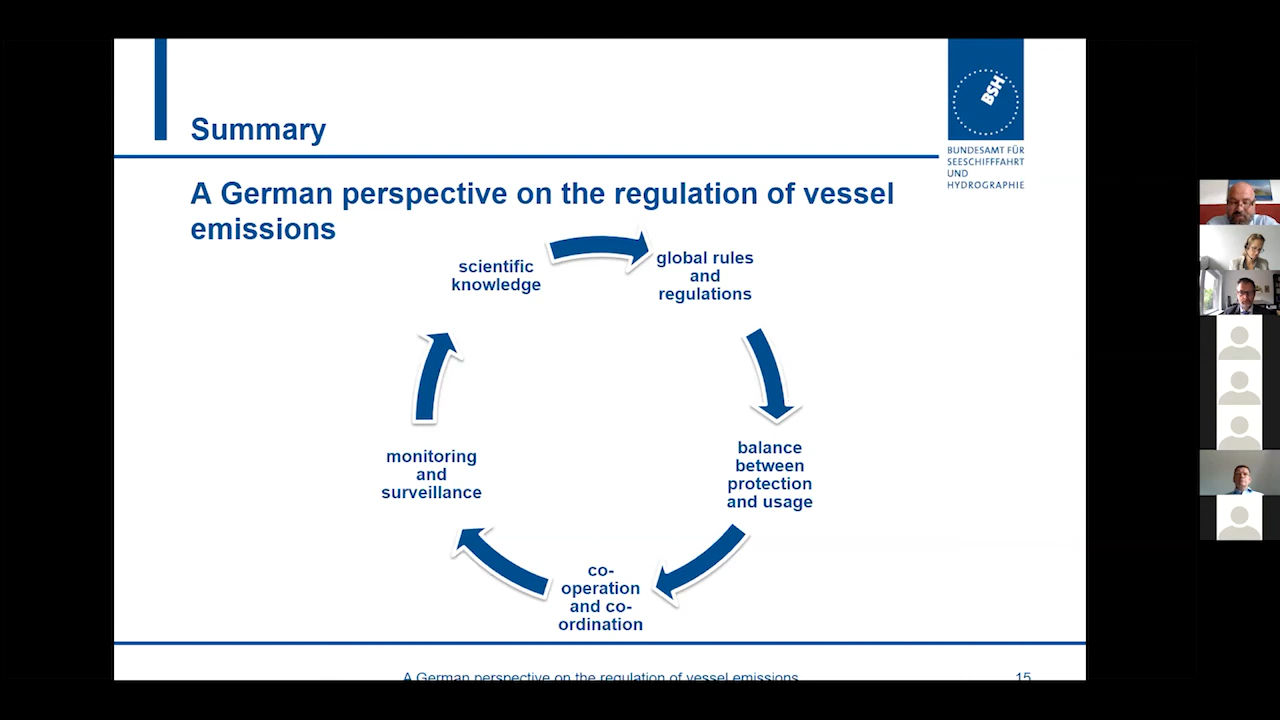 Summary
BSH
BUNDESAMT FÜR
SEESCHIFFFAHRT
UND
HYDROGRAPHIE
A German perspective on the regulation of vessel
emissions
scientific
knowledge
global rules
and
regulations
balance
between
protection
and usage
co-
operation
and co-
ordination
monitoring
and
surveillance
A German perspective on the regulation of vessel emissions
15